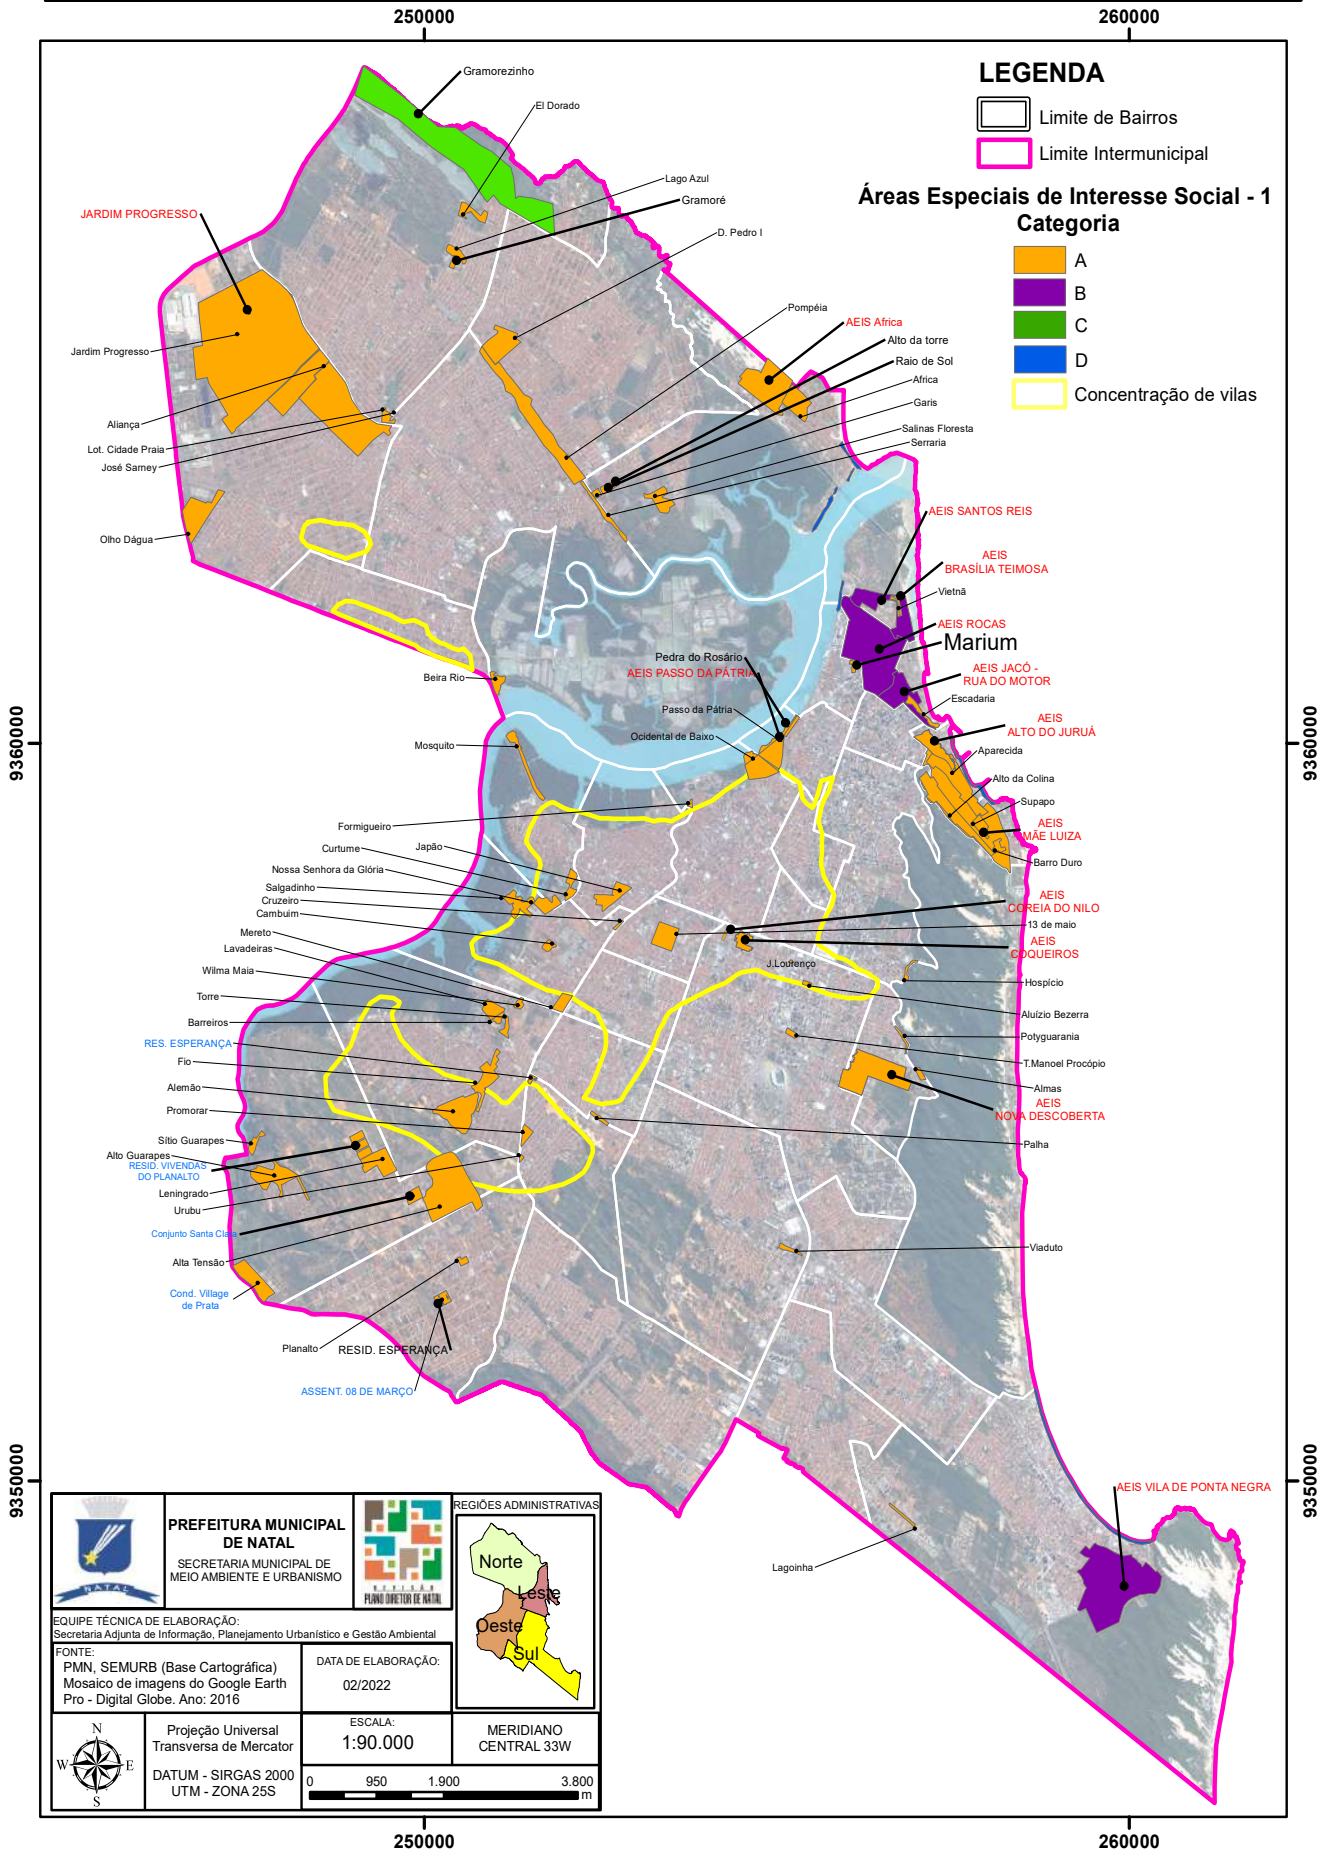 250000
260000
LEGENDA
Limite de Bairros
Limite Intermunicipal
Áreas Especiais de Interesse Social - 1
Categoria
A
B
C
D
Concentração de vilas
Gramorezinho
El Dorado
Lago Azul
Gramoré
D. Pedro I
JARDIM PROGRESSO
Pompéia
AEIS Africa
Alto da torre
Raio de Sol
Africa
Garis
Salinas Floresta
Serraria
Jardim Progresso
Aliança
Lot. Cidade Praia
José Sarney
Olho Dágua
AEIS SANTOS REIS
AEIS
BRASÍLIA TEIMOSA
Vietnã
AEIS ROCAS
Marium
AEIS JACÓ -
RUA DO MOTOR
Escadaria
Pedra do Rosário
AEIS PASSO DA PÁTRIA
Passo da Pátria
Ocidental de Baixo
Beira Rio
Mosquito
9360000
9360000
AEIS
ALTO DO JURUÁ
Aparecida
Alto da Colina
Supapo
AEIS
MÃE LUIZA
Barro Duro
Formigueiro
Curtume
Japão
Nossa Senhora da Glória
Salgadinho
Cruzeiro
Cambuim
Mereto
Lavadeiras
Wilma Maia
Torre
Barreiros
RES. ESPERANÇA
Fio
Alemão
Promorar
Sítio Guarapes
Alto Guarapes
RESID. VIVENDAS
DO PLANALTO
Leningrado
Urubu
Conjunto Santa Clara
Alta Tensão
Cond. Village
de Prata
Planalto
RESID. ESPERANÇA
ASSENT. 08 DE MARÇO
AEIS
COREIA DO NILO
13 de maio
AEIS
COQUEIROS
J.Lourenço
Hospício
Aluízio Bezerra
Potyguarania
T.Manoel Procópio
Almas
AEIS
NOVA DESCOBERTA
Palha
Viaduto
9350000
9350000
AEIS VILA DE PONTA NEGRA
Lagoinha
NATAL
PREFEITURA MUNICIPAL
DE NATAL
SECRETARIA MUNICIPAL DE
MEIO AMBIENTE E URBANISMO
REVISÃO
PLANO DIRETOR DE NATAL
REGIÕES ADMINISTRATIVAS
Norte
Leste
Oeste
Sul
EQUIPE TÉCNICA DE ELABORAÇÃO:
Secretaria Adjunta de Informação, Planejamento Urbanístico e Gestão Ambiental
FONTE:
PMN, SEMURB (Base Cartográfica)
Mosaico de imagens do Google Earth
Pro - Digital Globe. Ano: 2016
DATA DE ELABORAÇÃO:
02/2022
N
W
E
S
Projeção Universal
Transversa de Mercator
DATUM - SIRGAS 2000
UTM - ZONA 25S
ESCALA:
1:90.000
MERIDIANO
CENTRAL 33W
0 950 1.900 3.800
m
250000
260000